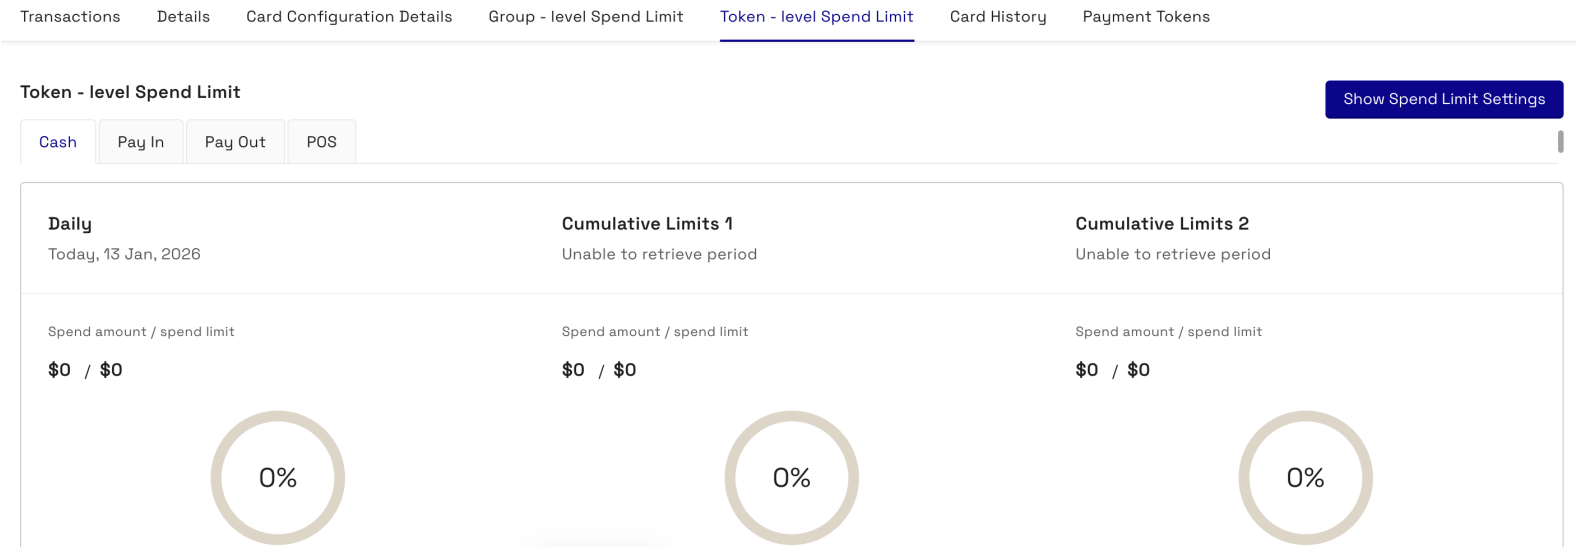 Transactions Details Card Configuration Details Group - level Spend Limit Token - level Spend Limit Card History Payment Tokens
Token - level Spend Limit
Show Spend Limit Settings
Cash Pay In Pay Out POS
Daily Cumulative Limits 1 Cumulative Limits 2
Today, 13 Jan, 2026 Unable to retrieve period Unable to retrieve period
Spend amount / spend limit Spend amount / spend limit Spend amount / spend limit
$0 / $0 $0 / $0 $0 / $0
0% 0% 0%